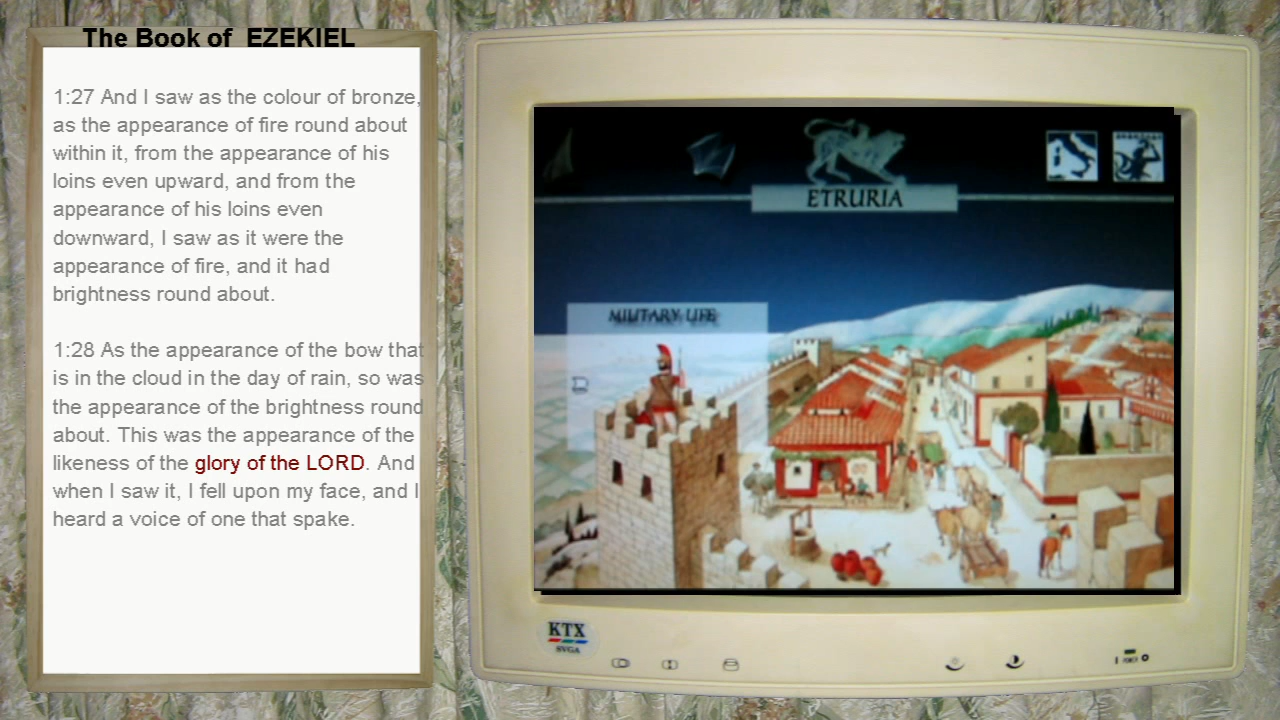 The Book of EZEKIEL
1:27 And I saw as the colour of bronze,
as the appearance of fire round about
within it, from the appearance of his
loins even upward, and from the
appearance of his loins even
downward, I saw as it were the
appearance of fire, and it had
brightness round about.
1:28 As the appearance of the bow that
is in the cloud in the day of rain, so was
the appearance of the brightness round
about. This was the appearance of the
likeness of the glory of the LORD. And
when I saw it, I fell upon my face, and I
heard a voice of one that spake.
ETRURIA
MILITARY LIFE
KTX
SVGA
POWER